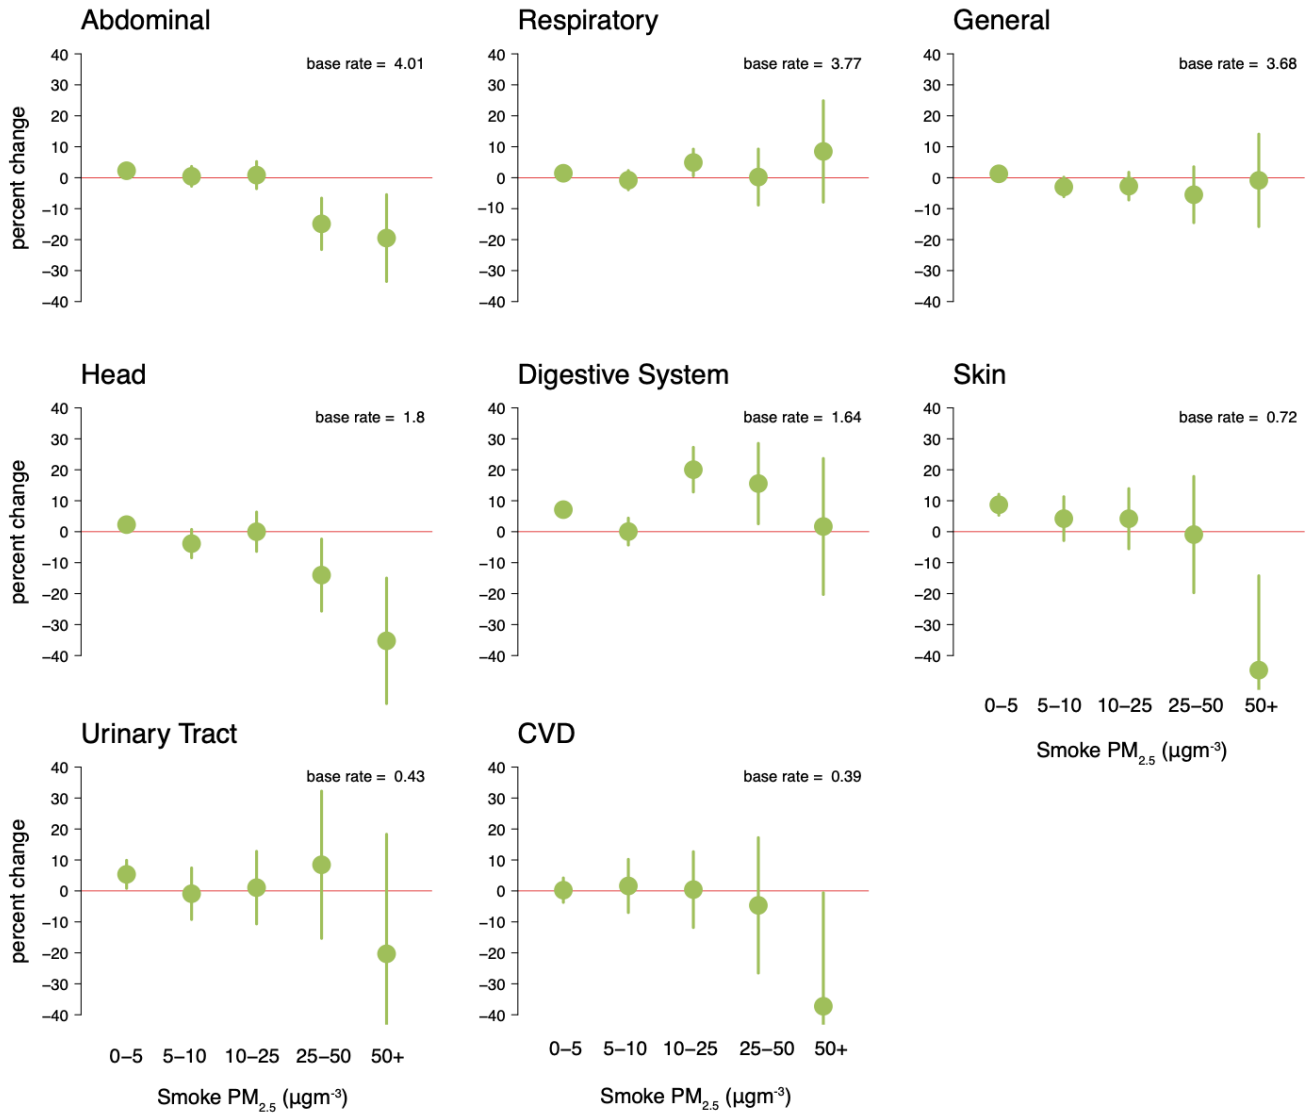 Abdominal
base rate = 4.01
percent change
40
30
20
10
0
−10
−20
−30
−40
Respiratory
base rate = 3.77
40
30
20
10
0
−10
−20
−30
−40
General
base rate = 3.68
40
30
20
10
0
−10
−20
−30
−40
Head
base rate = 1.8
percent change
40
30
20
10
0
−10
−20
−30
−40
Digestive System
base rate = 1.64
40
30
20
10
0
−10
−20
−30
−40
Skin
base rate = 0.72
40
30
20
10
0
−10
−20
−30
−40
0−5 5−10 10−25 25−50 50+
Smoke PM2.5 (µgm-3)
Urinary Tract
base rate = 0.43
percent change
40
30
20
10
0
−10
−20
−30
−40
0−5 5−10 10−25 25−50 50+
Smoke PM2.5 (µgm-3)
CVD
base rate = 0.39
40
30
20
10
0
−10
−20
−30
−40
0−5 5−10 10−25 25−50 50+
Smoke PM2.5 (µgm-3)